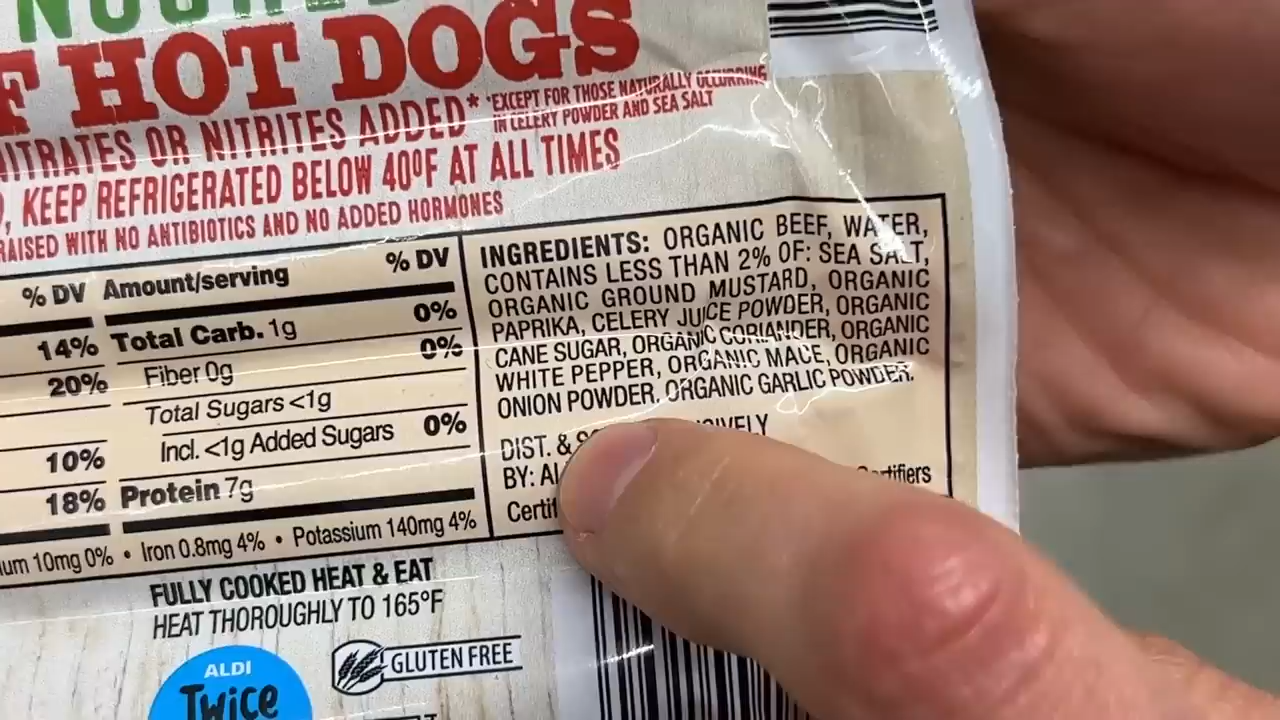 HOT DOGS
NITRATES OR NITRITES ADDED* *EXCEPT FOR THOSE NATURALLY OCCURRING
IN CELERY POWDER AND SEA SALT
KEEP REFRIGERATED BELOW 40ºF AT ALL TIMES
RAISED WITH NO ANTIBIOTICS AND NO ADDED HORMONES
% DV Amount/serving % DV
14% Total Carb. 1g 0%
20% Fiber 0g 0%
Total Sugars <1g
10% Incl. <1g Added Sugars 0%
18% Protein 7g
10mg 0% • Iron 0.8mg 4% • Potassium 140mg 4%
INGREDIENTS: ORGANIC BEEF, WATER,
CONTAINS LESS THAN 2% OF: SEA SALT,
ORGANIC GROUND MUSTARD, ORGANIC
PAPRIKA, CELERY JUICE POWDER, ORGANIC
CANE SUGAR, ORGANIC CORIANDER, ORGANIC
WHITE PEPPER, ORGANIC MACE, ORGANIC
ONION POWDER, ORGANIC GARLIC POWDER.
DIST. &
BY:
FULLY COOKED HEAT & EAT
HEAT THOROUGHLY TO 165°F
GLUTEN FREE
ALDI
Twice